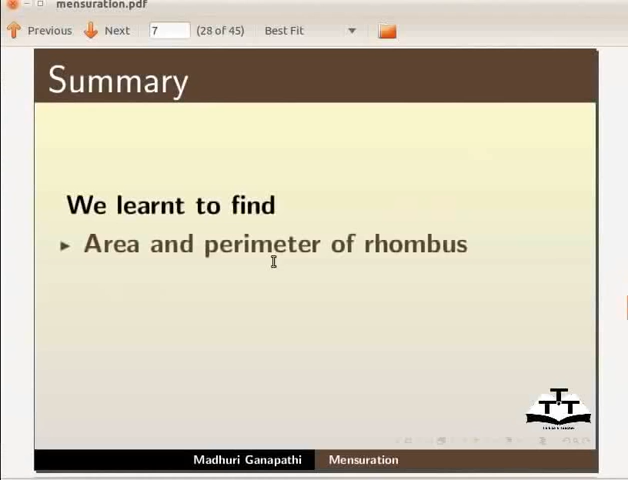 mensuration.pdf
Previous Next 7 (28 of 45) Best Fit
Summary
We learnt to find
Area and perimeter of rhombus
TTT
Madhuri Ganapathi Mensuration